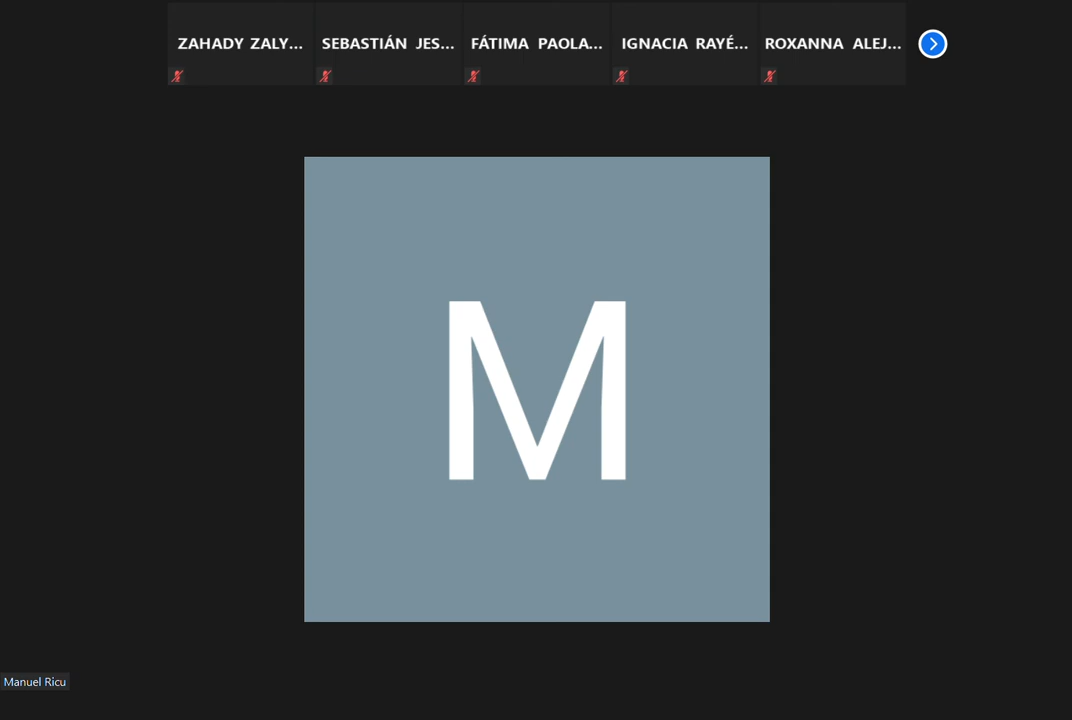 ZAHADY ZALY... SEBASTIÁN JES... FÁTIMA PAOLA... IGNACIA RAYÉ... ROXANNA ALEJ...
M
Manuel Ricu